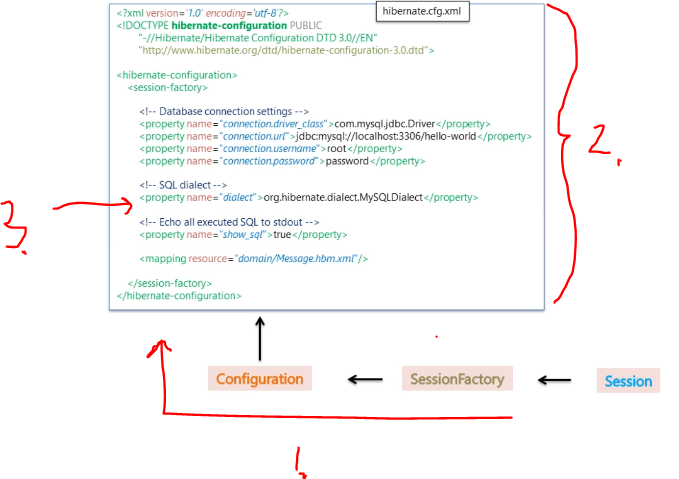 hibernate.cfg.xml
<?xml version='1.0' encoding='utf-8'?>
<!DOCTYPE hibernate-configuration PUBLIC
"-//Hibernate/Hibernate Configuration DTD 3.0//EN"
"http://www.hibernate.org/dtd/hibernate-configuration-3.0.dtd">
<hibernate-configuration>
<session-factory>
<!-- Database connection settings -->
<property name="connection.driver_class">com.mysql.jdbc.Driver</property>
<property name="connection.url">jdbc:mysql://localhost:3306/hello-world</property>
<property name="connection.username">root</property>
<property name="connection.password">password</property>
<!-- SQL dialect -->
<property name="dialect">org.hibernate.dialect.MySQLDialect</property>
<!-- Echo all executed SQL to stdout -->
<property name="show_sql">true</property>
<mapping resource="domain/Message.hbm.xml"/>
</session-factory>
</hibernate-configuration>
2.
3.
Configuration
SessionFactory
Session
1.